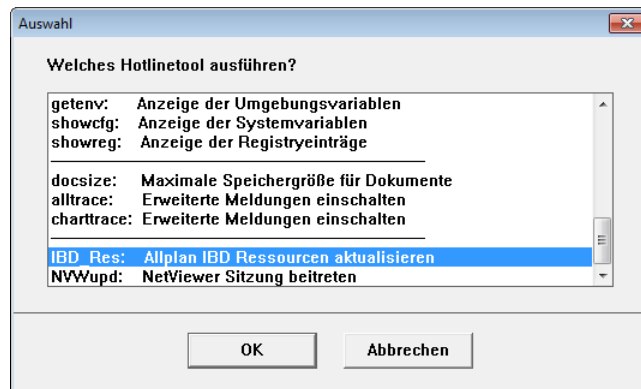 Auswahl
Welches Hotlinetool ausführen?
getenv: Anzeige der Umgebungsvariablen
showcfg: Anzeige der Systemvariablen
showreg: Anzeige der Registryeinträge
docsize: Maximale Speichergröße für Dokumente
alltrace: Erweiterte Meldungen einschalten
charttrace: Erweiterte Meldungen einschalten
IBD_Res: Allplan IBD Ressourcen aktualisieren
NVWupd: NetViewer Sitzung beitreten
OK Abbrechen